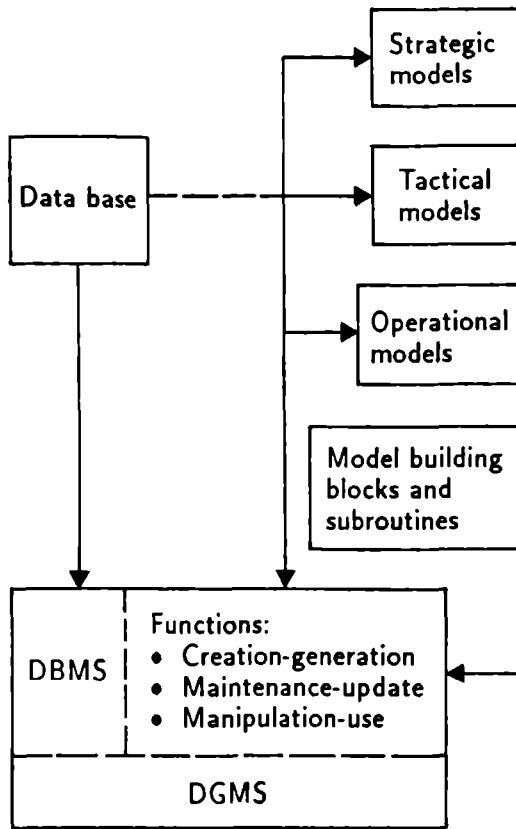 Strategic
models
Data base
Tactical
models
Operational
models
Model building
blocks and
subroutines
DBMS
Functions:
• Creation-generation
• Maintenance-update
• Manipulation-use
DGMS